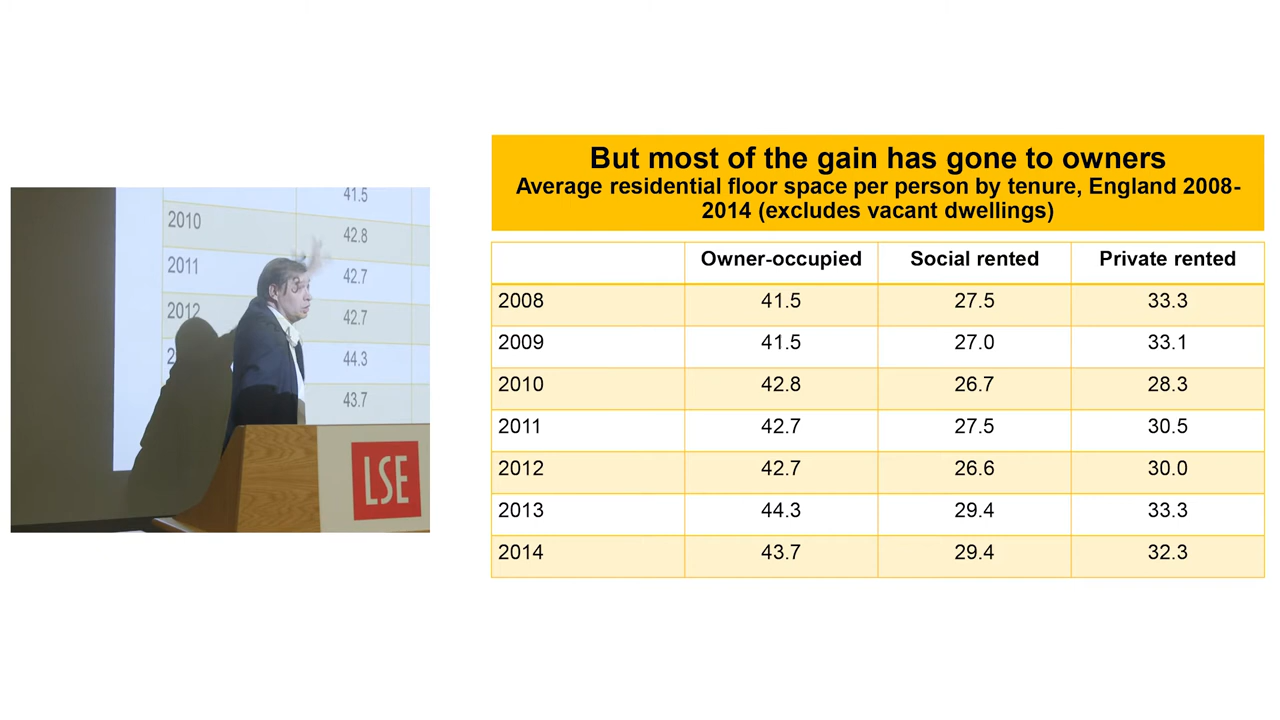 41.5
2010
42.8
2011
42.7
2012
42.7
44.3
43.7
LSE
But most of the gain has gone to owners
Average residential floor space per person by tenure, England 2008-
2014 (excludes vacant dwellings)
Owner-occupied Social rented Private rented
2008 41.5 27.5 33.3
2009 41.5 27.0 33.1
2010 42.8 26.7 28.3
2011 42.7 27.5 30.5
2012 42.7 26.6 30.0
2013 44.3 29.4 33.3
2014 43.7 29.4 32.3